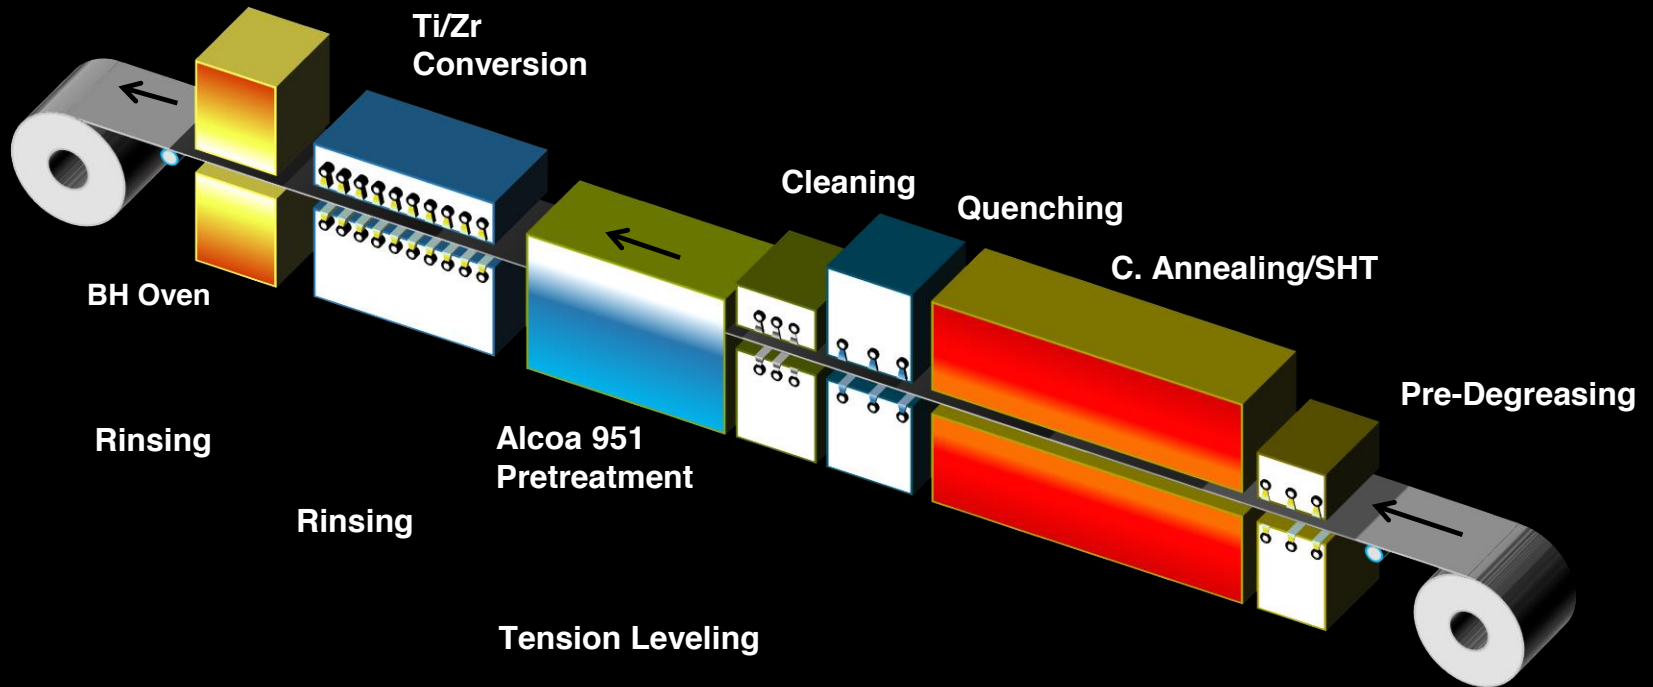 Ti/Zr
Conversion
Cleaning
Quenching
C. Annealing/SHT
BH Oven
Pre-Degreasing
Rinsing
Alcoa 951
Pretreatment
Rinsing
Tension Leveling